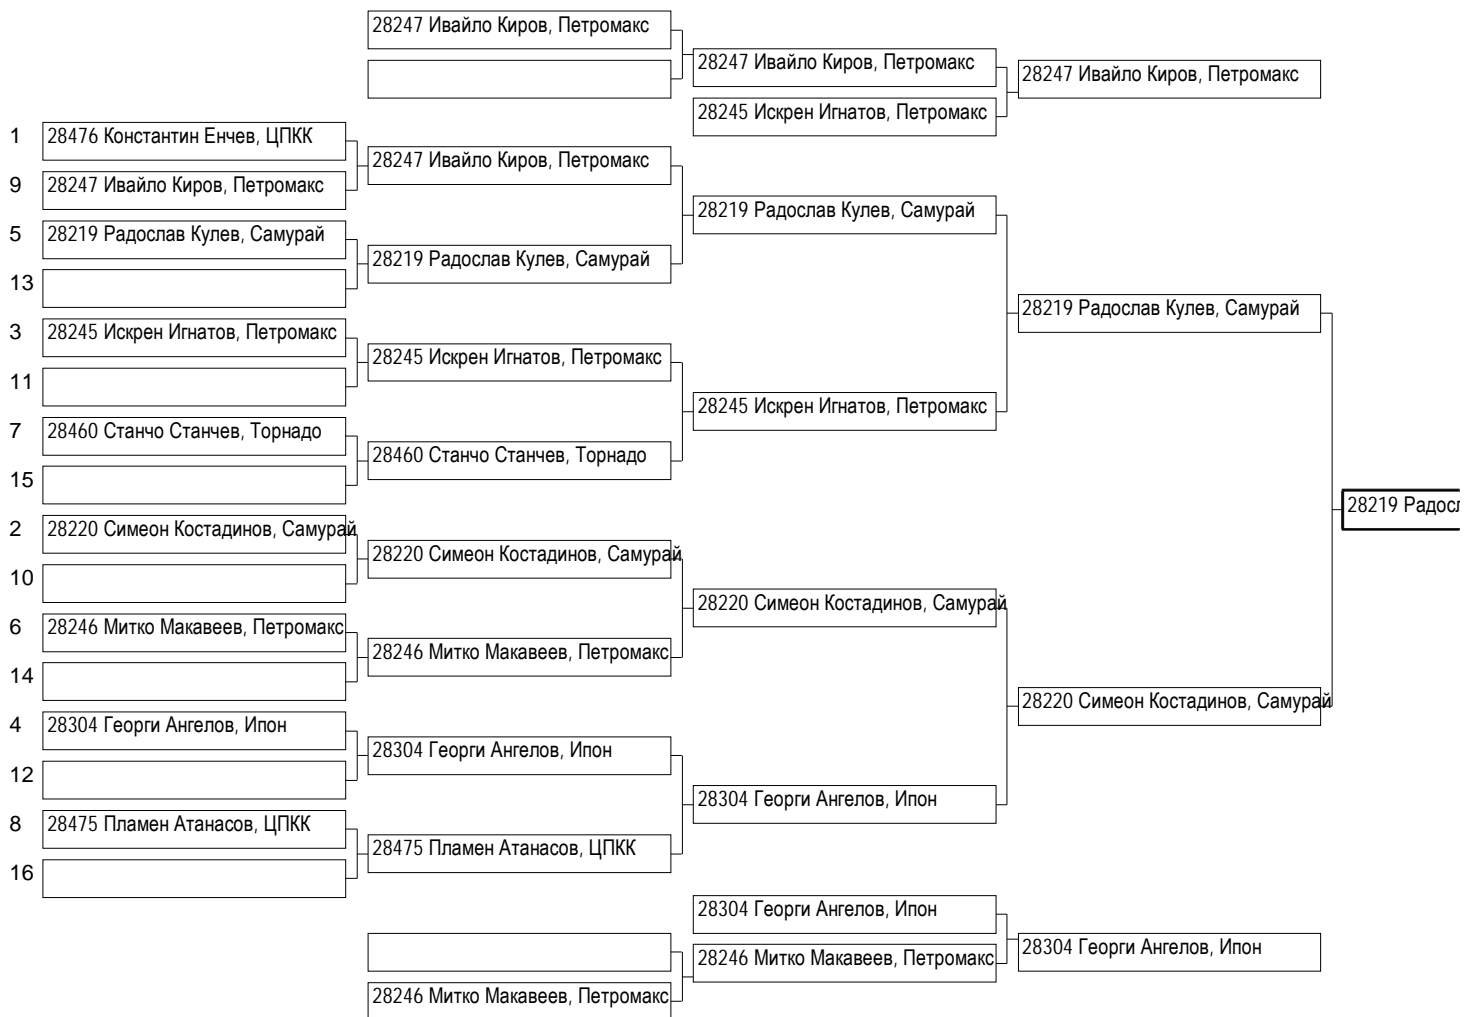 28247 Ивайло Киров, Петромакс
28247 Ивайло Киров, Петромакс
28247 Ивайло Киров, Петромакс
28245 Искрен Игнатов, Петромакс
1 28476 Константин Енчев, ЦПКК
28247 Ивайло Киров, Петромакс
9 28247 Ивайло Киров, Петромакс
28219 Радослав Кулев, Самурай
5 28219 Радослав Кулев, Самурай
28219 Радослав Кулев, Самурай
13
28219 Радослав Кулев, Самурай
3 28245 Искрен Игнатов, Петромакс
28245 Искрен Игнатов, Петромакс
11
28245 Искрен Игнатов, Петромакс
7 28460 Станчо Станчев, Торнадо
28460 Станчо Станчев, Торнадо
15
28219 Радосл
2 28220 Симеон Костадинов, Самурай
28220 Симеон Костадинов, Самурай
10
28220 Симеон Костадинов, Самурай
6 28246 Митко Макавеев, Петромакс
28246 Митко Макавеев, Петромакс
14
28220 Симеон Костадинов, Самурай
4 28304 Георги Ангелов, Ипон
28304 Георги Ангелов, Ипон
12
28304 Георги Ангелов, Ипон
8 28475 Пламен Атанасов, ЦПКК
28475 Пламен Атанасов, ЦПКК
16
28304 Георги Ангелов, Ипон
28304 Георги Ангелов, Ипон
28246 Митко Макавеев, Петромакс
28246 Митко Макавеев, Петромакс